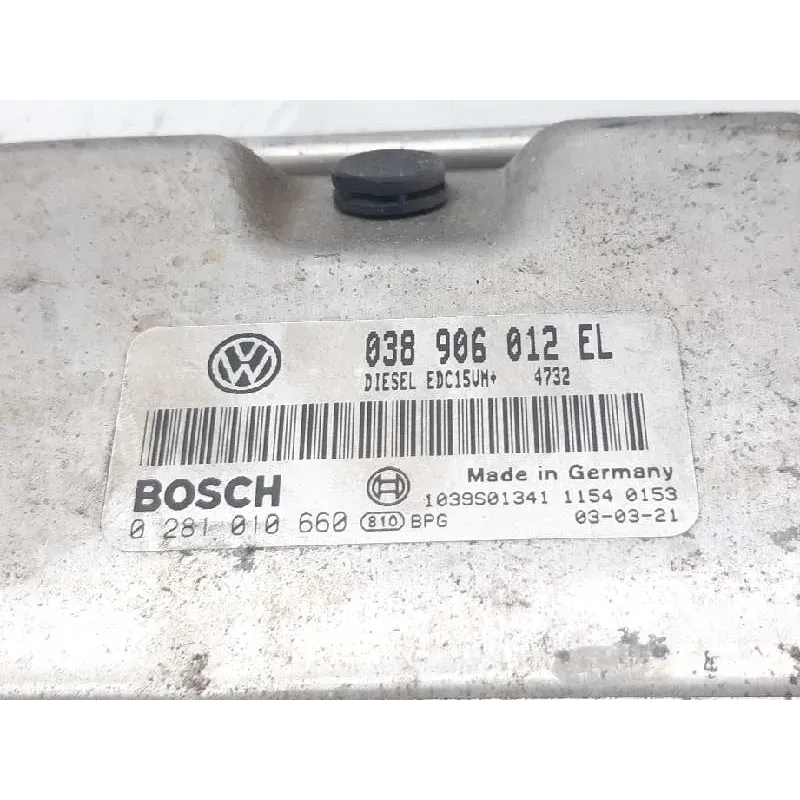 038 906 012 EL
DIESEL EDC15VM+ 4732
BOSCH
Made in Germany
1039S01341 1154 0153
0 281 010 660 810 BPG 03-03-21